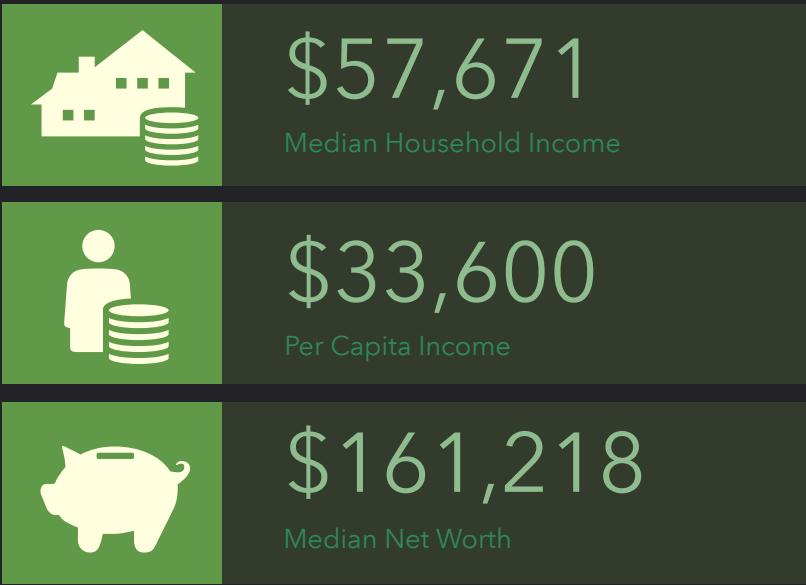 $57,671
Median Household Income
$33,600
Per Capita Income
$161,218
Median Net Worth